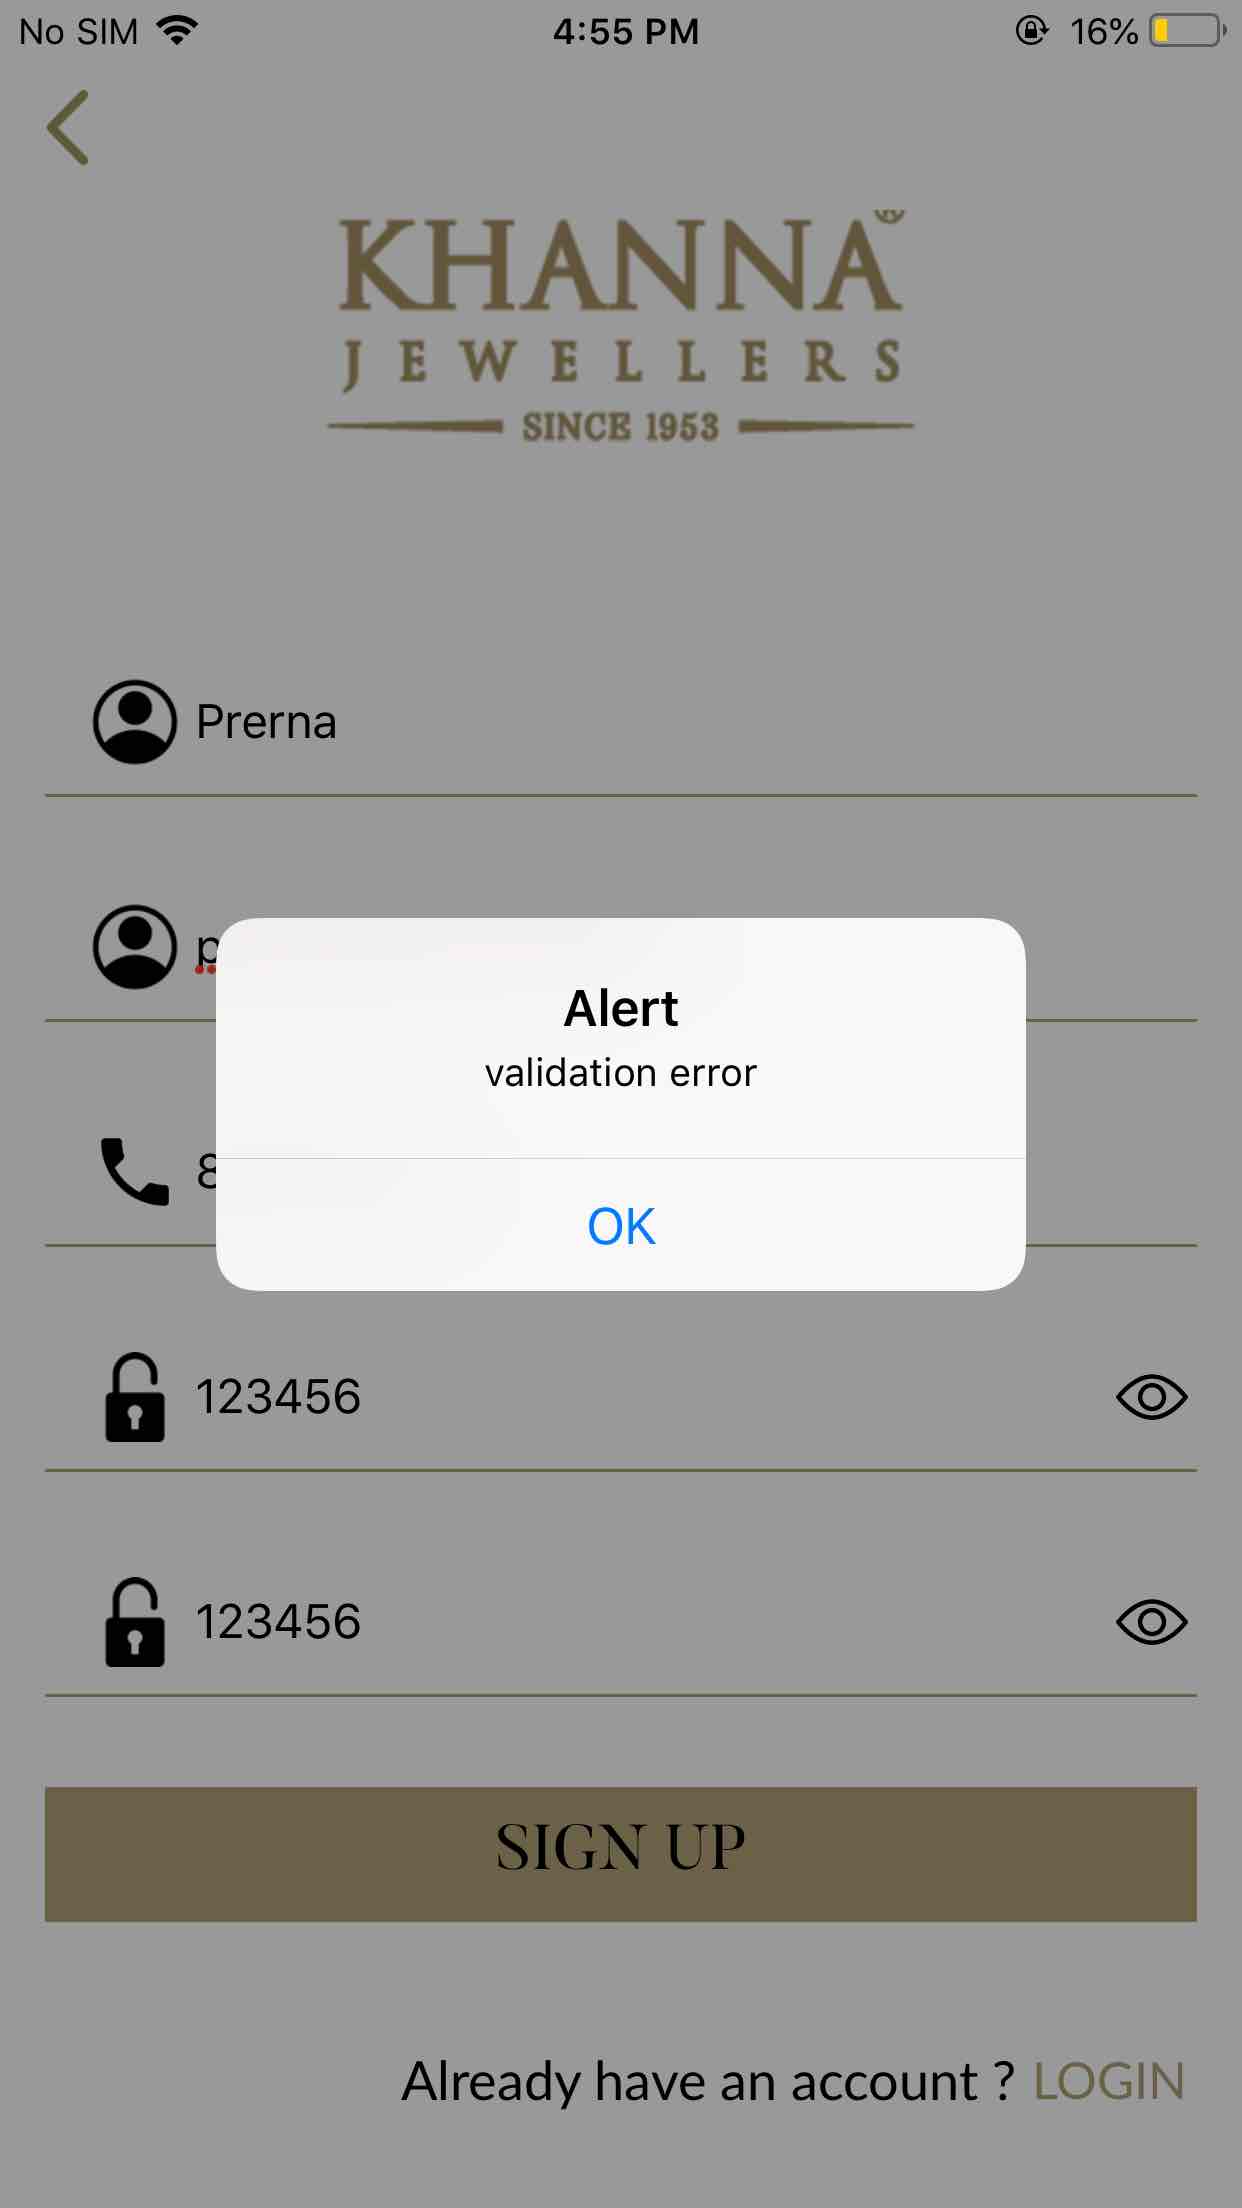 No SIM 4:55 PM 16%
KHANNA®
JEWELLERS
SINCE 1953
Prerna
p
Alert
validation error
8
OK
123456
123456
SIGN UP
Already have an account ? LOGIN